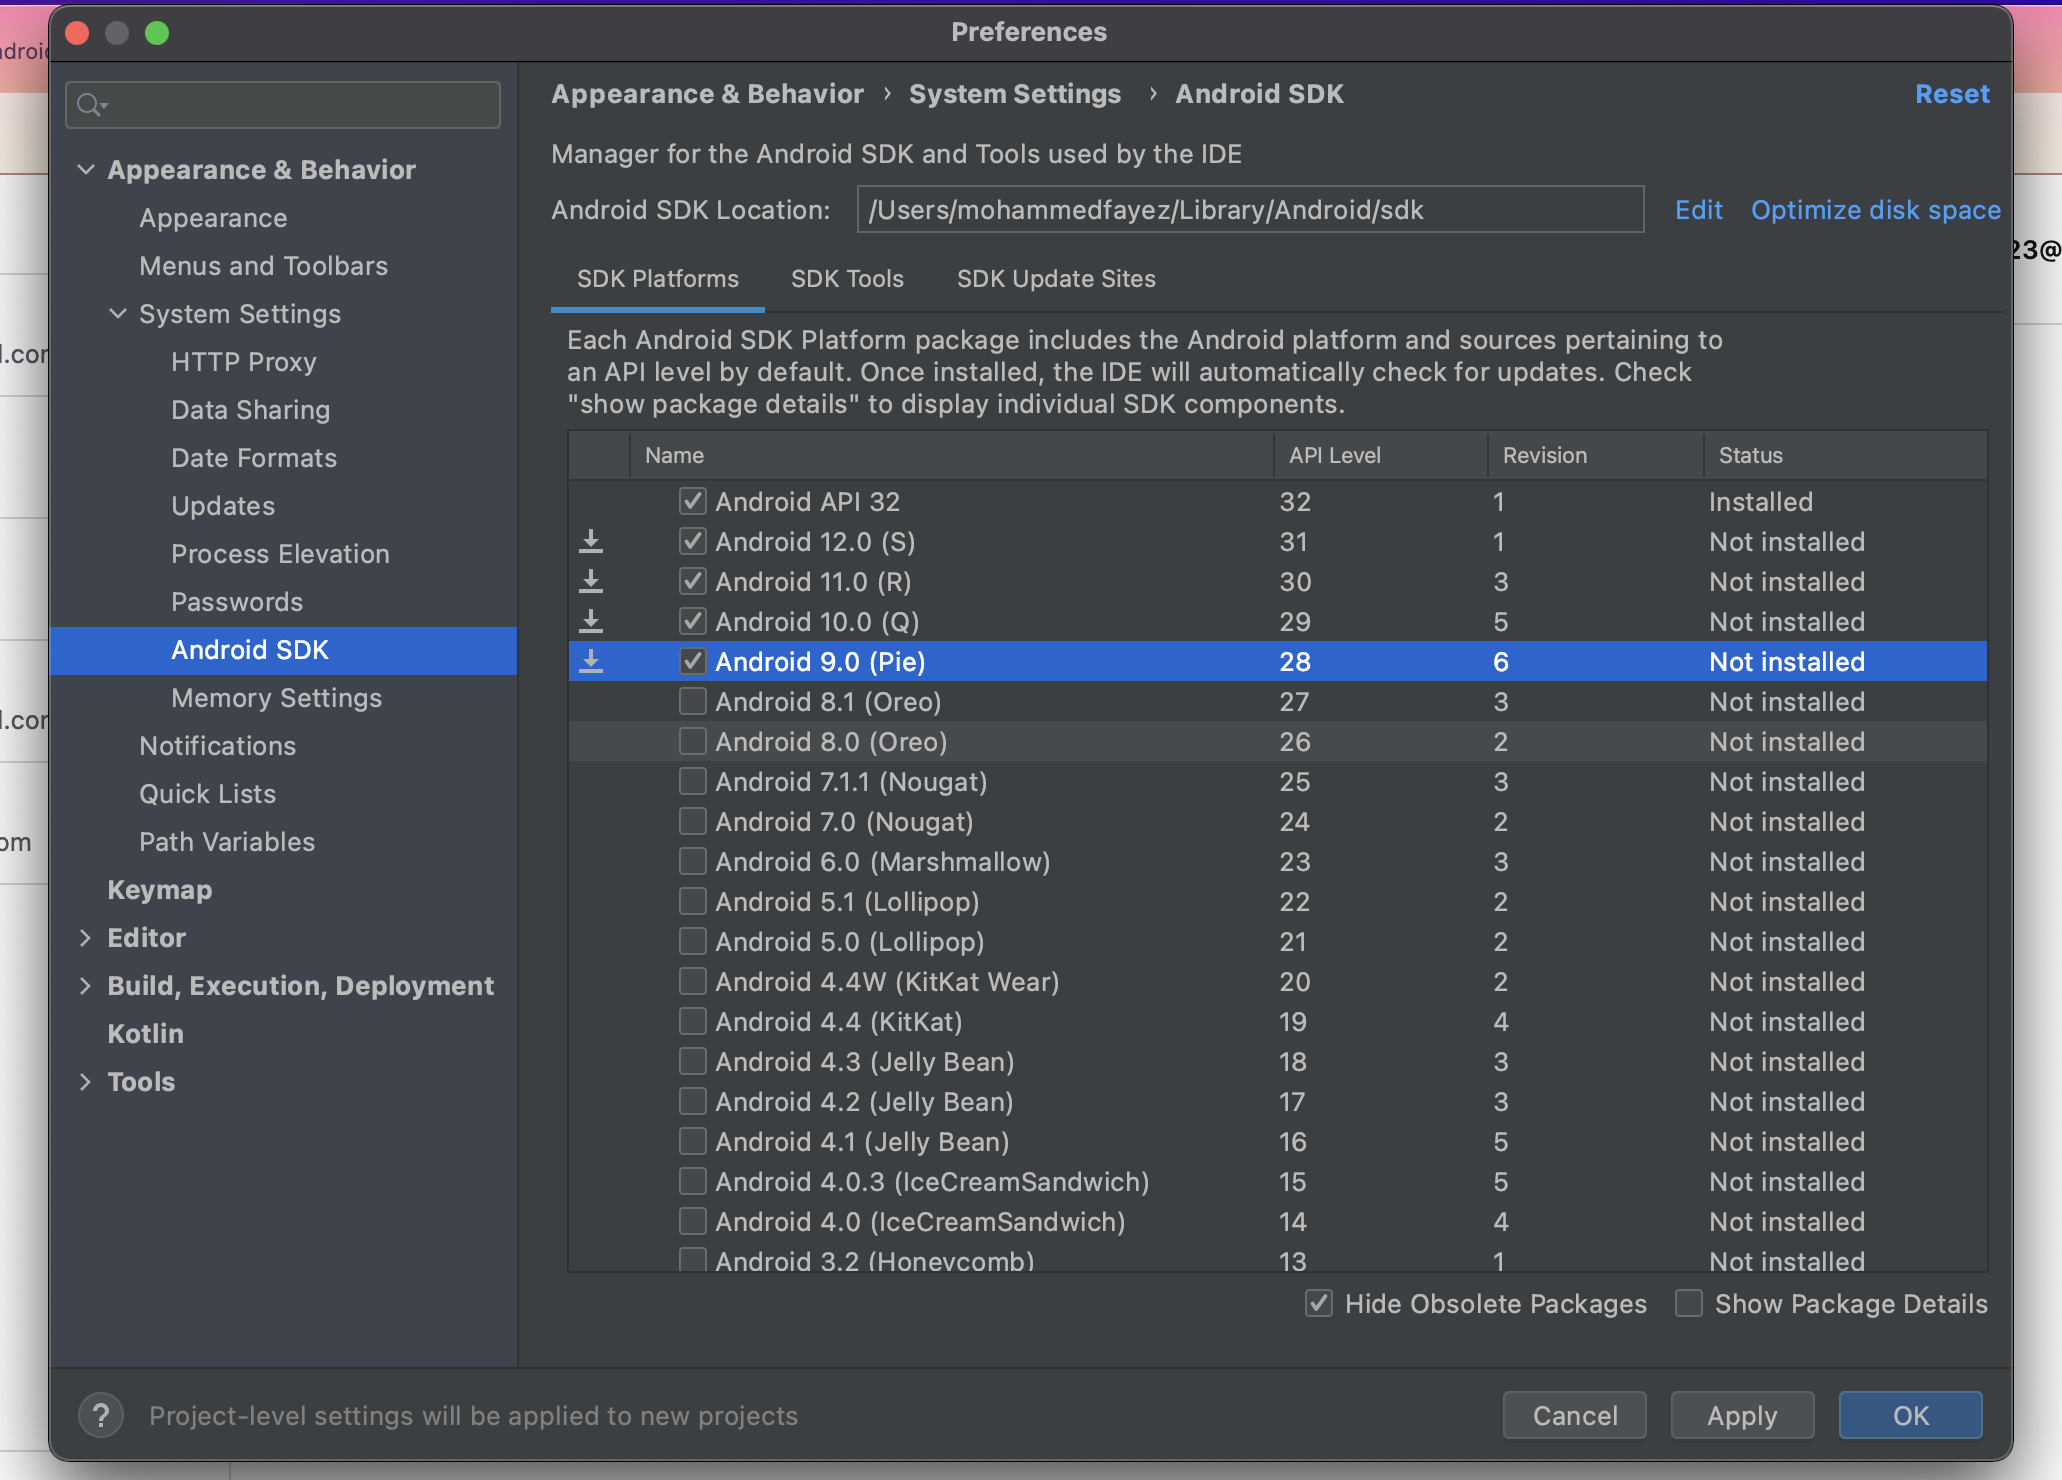 Preferences
Appearance & Behavior
Appearance
Menus and Toolbars
System Settings
HTTP Proxy
Data Sharing
Date Formats
Updates
Process Elevation
Passwords
Android SDK
Memory Settings
Notifications
Quick Lists
Path Variables
Keymap
Editor
Build, Execution, Deployment
Kotlin
Tools
Appearance & Behavior › System Settings › Android SDK Reset
Manager for the Android SDK and Tools used by the IDE
Android SDK Location: /Users/mohammedfayez/Library/Android/sdk Edit Optimize disk space
SDK Platforms SDK Tools SDK Update Sites
Each Android SDK Platform package includes the Android platform and sources pertaining to
an API level by default. Once installed, the IDE will automatically check for updates. Check
"show package details" to display individual SDK components.
Name API Level Revision Status
Android API 32 32 1 Installed
Android 12.0 (S) 31 1 Not installed
Android 11.0 (R) 30 3 Not installed
Android 10.0 (Q) 29 5 Not installed
Android 9.0 (Pie) 28 6 Not installed
Android 8.1 (Oreo) 27 3 Not installed
Android 8.0 (Oreo) 26 2 Not installed
Android 7.1.1 (Nougat) 25 3 Not installed
Android 7.0 (Nougat) 24 2 Not installed
Android 6.0 (Marshmallow) 23 3 Not installed
Android 5.1 (Lollipop) 22 2 Not installed
Android 5.0 (Lollipop) 21 2 Not installed
Android 4.4W (KitKat Wear) 20 2 Not installed
Android 4.4 (KitKat) 19 4 Not installed
Android 4.3 (Jelly Bean) 18 3 Not installed
Android 4.2 (Jelly Bean) 17 3 Not installed
Android 4.1 (Jelly Bean) 16 5 Not installed
Android 4.0.3 (IceCreamSandwich) 15 5 Not installed
Android 4.0 (IceCreamSandwich) 14 4 Not installed
Android 3.2 (Honeycomb) 13 1 Not installed
Hide Obsolete Packages Show Package Details
? Project-level settings will be applied to new projects
Cancel Apply OK
23@